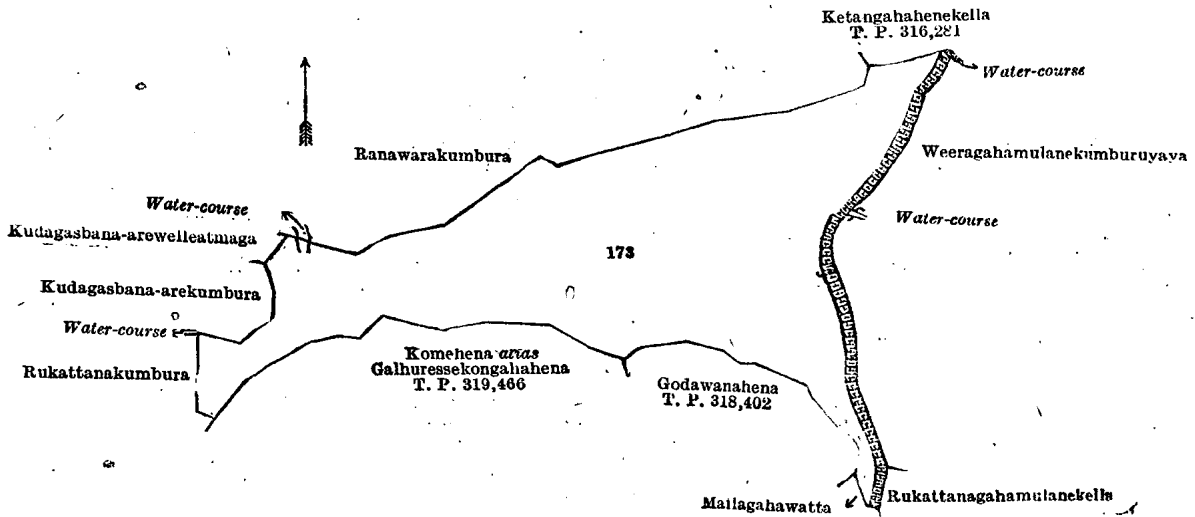 Ketangahahenekella
T. P. 316,281
Water-course
Ranawarakumbura
Weeragahamulanekumburuyaya
Water-course
Water-course
Kudagasbana-arewelleatmaga
173
Kudagasbana-arekumbura
Water-course
Rukattanakumbura
Komehena alias
Galhuressekongahahena
T. P. 319,466
Godawanahena
T. P. 318,402
Mailagahawatta
Rukattanagahamulanekella